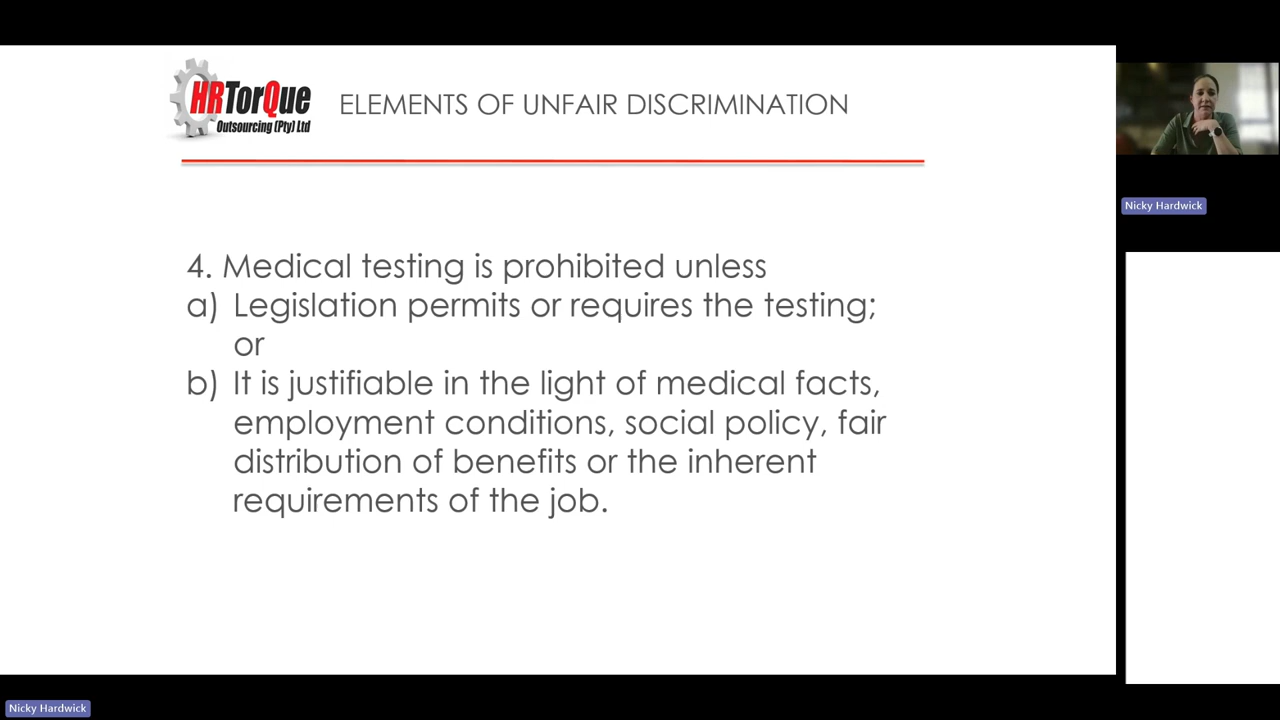 HRTorQue
Outsourcing (Pty) Ltd
ELEMENTS OF UNFAIR DISCRIMINATION
4. Medical testing is prohibited unless
a) Legislation permits or requires the testing;
or
b) It is justifiable in the light of medical facts,
employment conditions, social policy, fair
distribution of benefits or the inherent
requirements of the job.
Nicky Hardwick
Nicky Hardwick